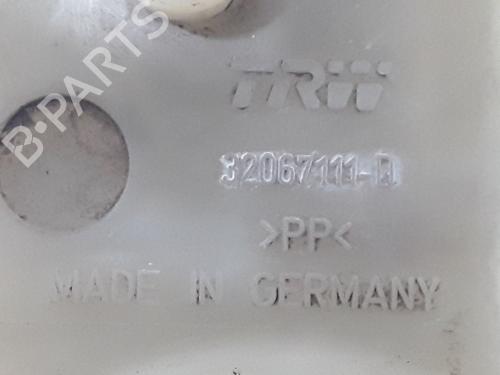 B-PARTS
TRW
32067111-D
>PP<
MADE IN GERMANY